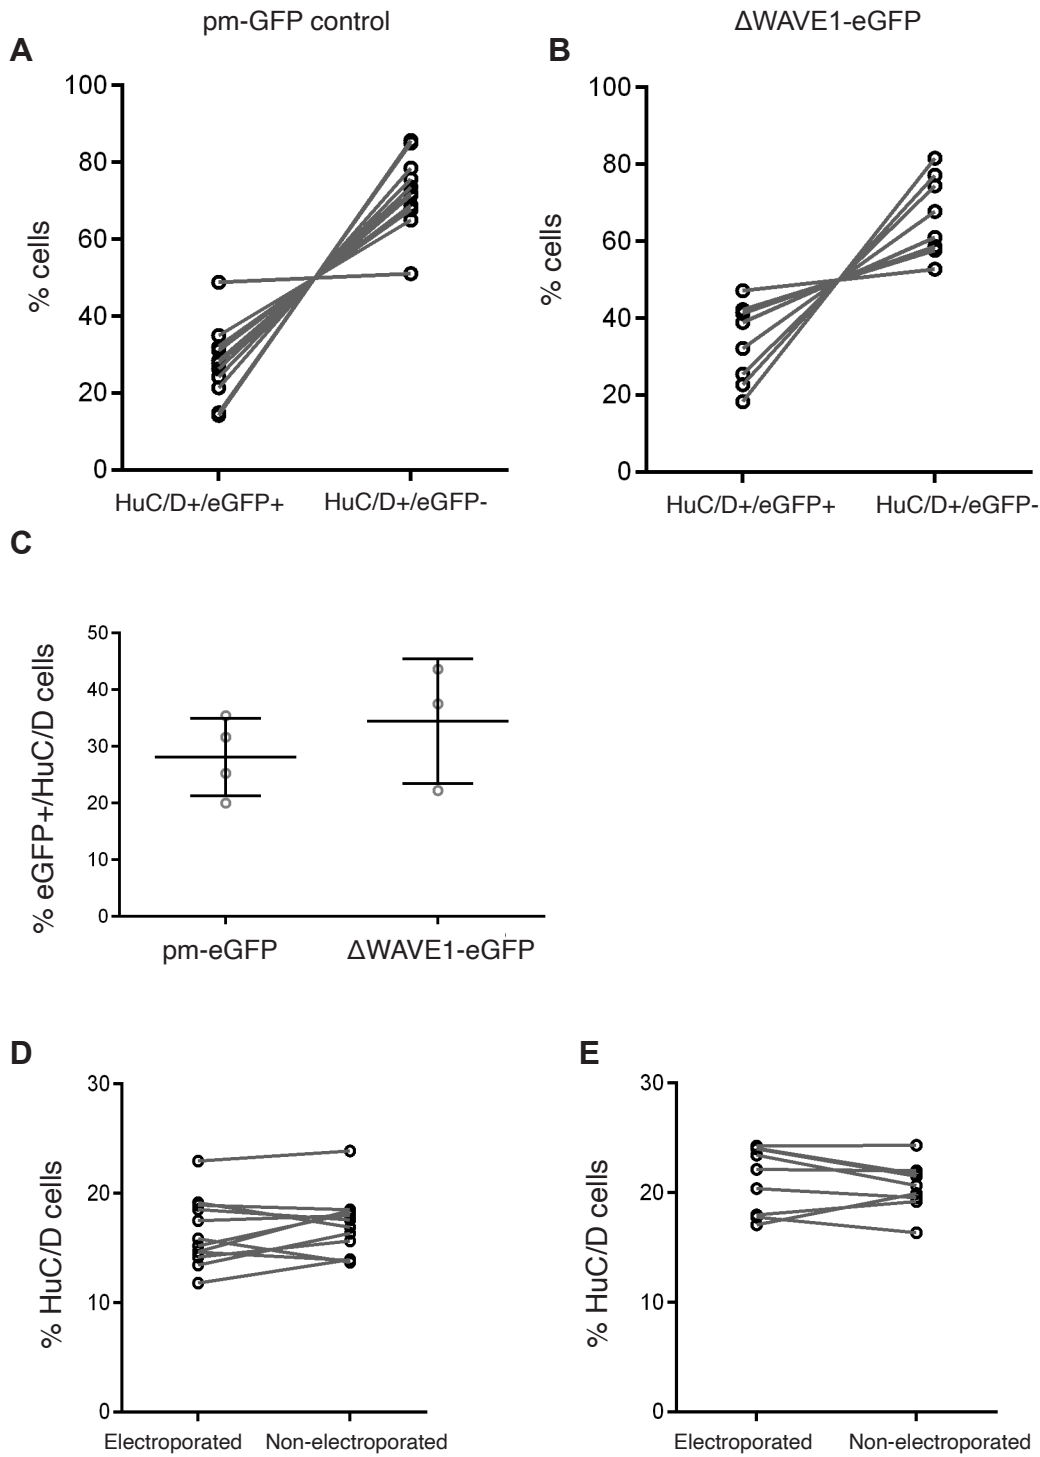 pm-GFP control
ΔWAVE1-eGFP
A
B
100
80
60
40
20
0
% cells
HuC/D+/eGFP+
HuC/D+/eGFP-
100
80
60
40
20
0
% cells
HuC/D+/eGFP+
HuC/D+/eGFP-
C
50
40
30
20
10
0
% eGFP+/HuC/D cells
pm-eGFP
ΔWAVE1-eGFP
D
E
30
20
10
0
% HuC/D cells
Electroporated
Non-electroporated
30
20
10
0
% HuC/D cells
Electroporated
Non-electroporated